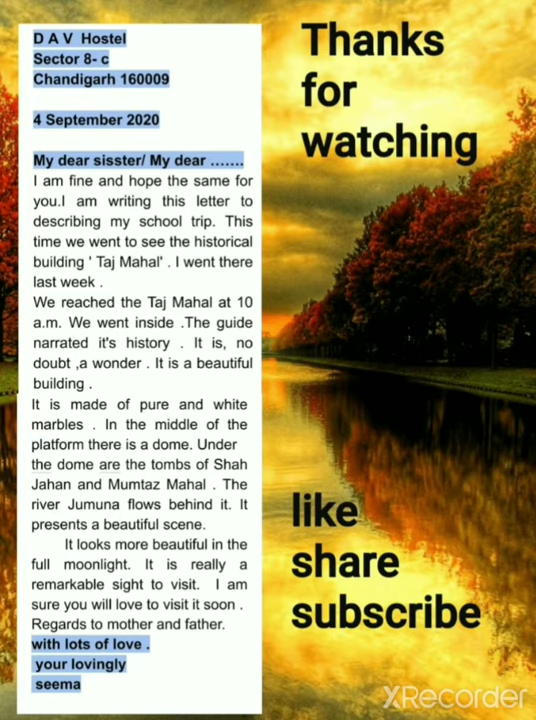 D A V Hostel
Sector 8- c
Chandigarh 160009
4 September 2020
My dear sisster/ My dear .......
I am fine and hope the same for
you.I am writing this letter to
describing my school trip. This
time we went to see the historical
building ' Taj Mahal' . I went there
last week .
We reached the Taj Mahal at 10
a.m. We went inside .The guide
narrated it's history . It is, no
doubt ,a wonder . It is a beautiful
building .
It is made of pure and white
marbles . In the middle of the
platform there is a dome. Under
the dome are the tombs of Shah
Jahan and Mumtaz Mahal . The
river Jumuna flows behind it. It
presents a beautiful scene.
It looks more beautiful in the
full moonlight. It is really a
remarkable sight to visit. I am
sure you will love to visit it soon .
Regards to mother and father.
with lots of love .
your lovingly
seema
Thanks
for
watching
like
share
subscribe
XRecorder